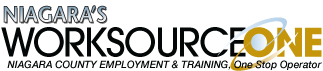 NIAGARA'S
WORKSOURCEONE
NIAGARA COUNTY EMPLOYMENT & TRAINING, One Stop Operator